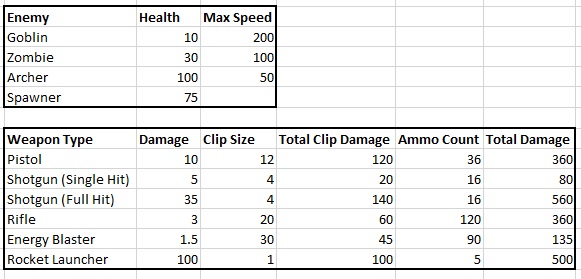 Enemy Health Max Speed
Goblin 10 200
Zombie 30 100
Archer 100 50
Spawner 75
Weapon Type Damage Clip Size Total Clip Damage Ammo Count Total Damage
Pistol 10 12 120 36 360
Shotgun (Single Hit) 5 4 20 16 80
Shotgun (Full Hit) 35 4 140 16 560
Rifle 3 20 60 120 360
Energy Blaster 1.5 30 45 90 135
Rocket Launcher 100 1 100 5 500